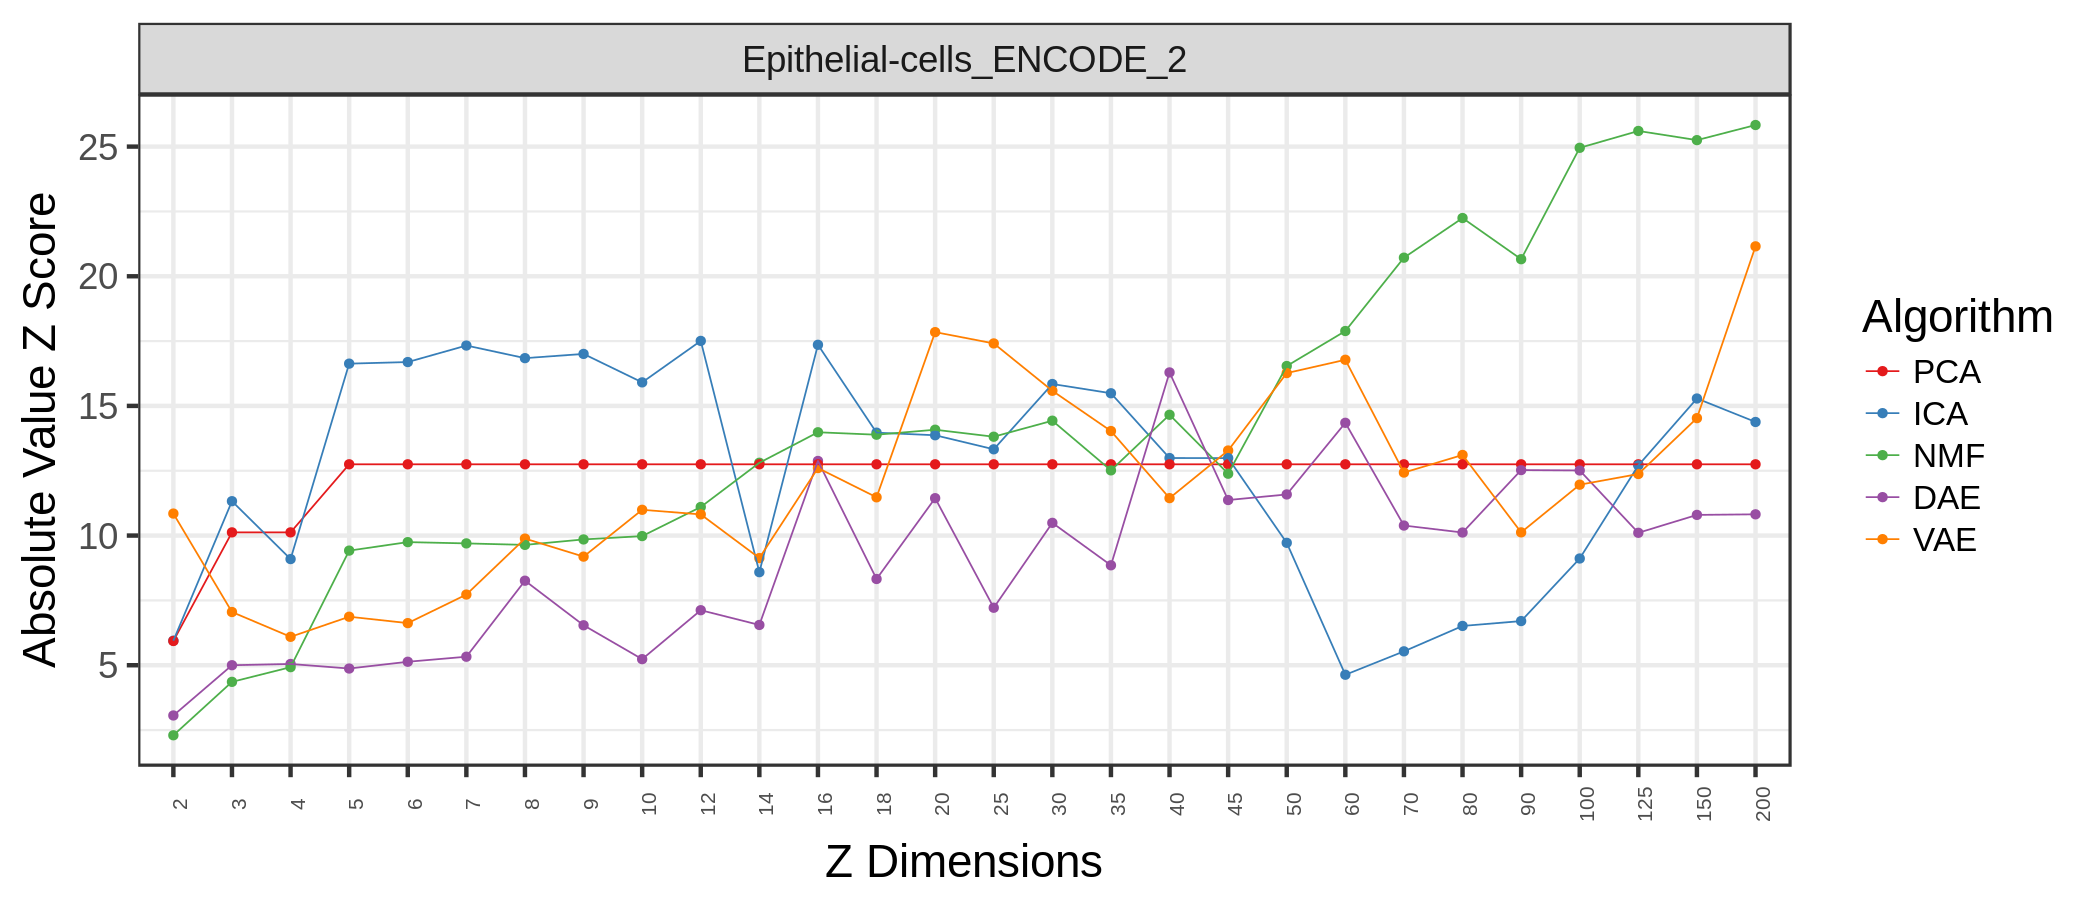 Epithelial-cells_ENCODE_2
Absolute Value Z Score
25
20
15
10
5
2 3 4 5 6 7 8 9 10 12 14 16 18 20 25 30 35 40 45 50 60 70 80 90 100 125 150 200
Z Dimensions
Algorithm
PCA
ICA
NMF
DAE
VAE